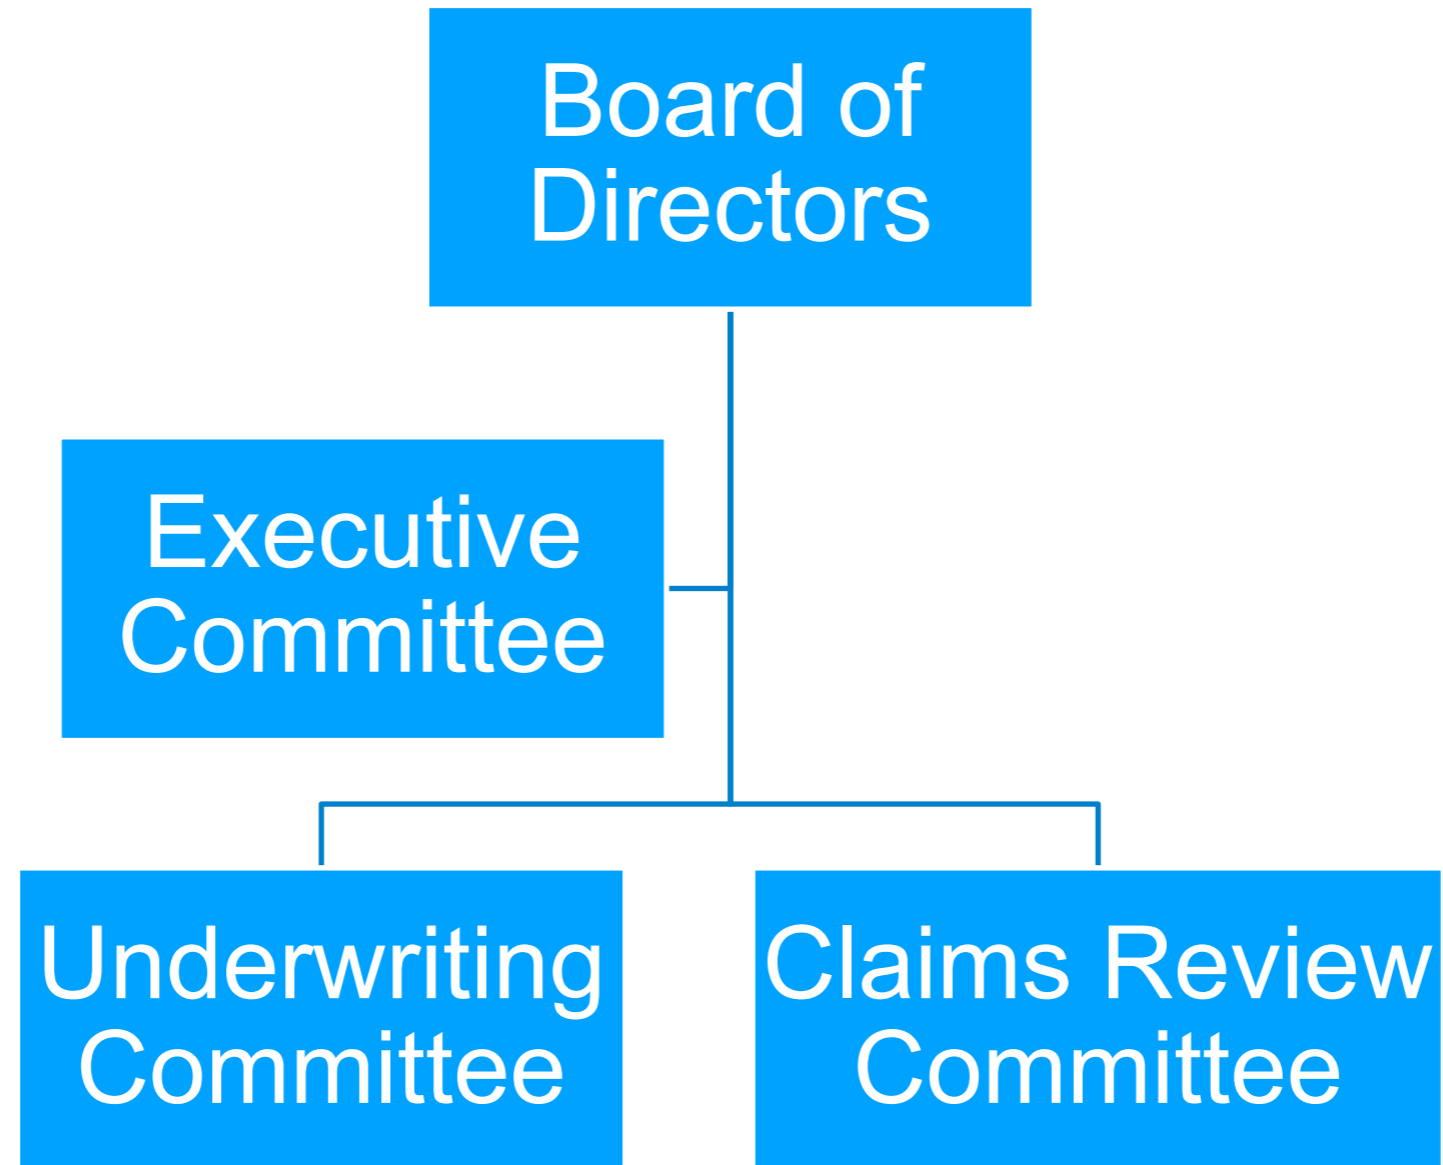 Board of
Directors
Executive
Committee
Underwriting
Committee
Claims Review
Committee